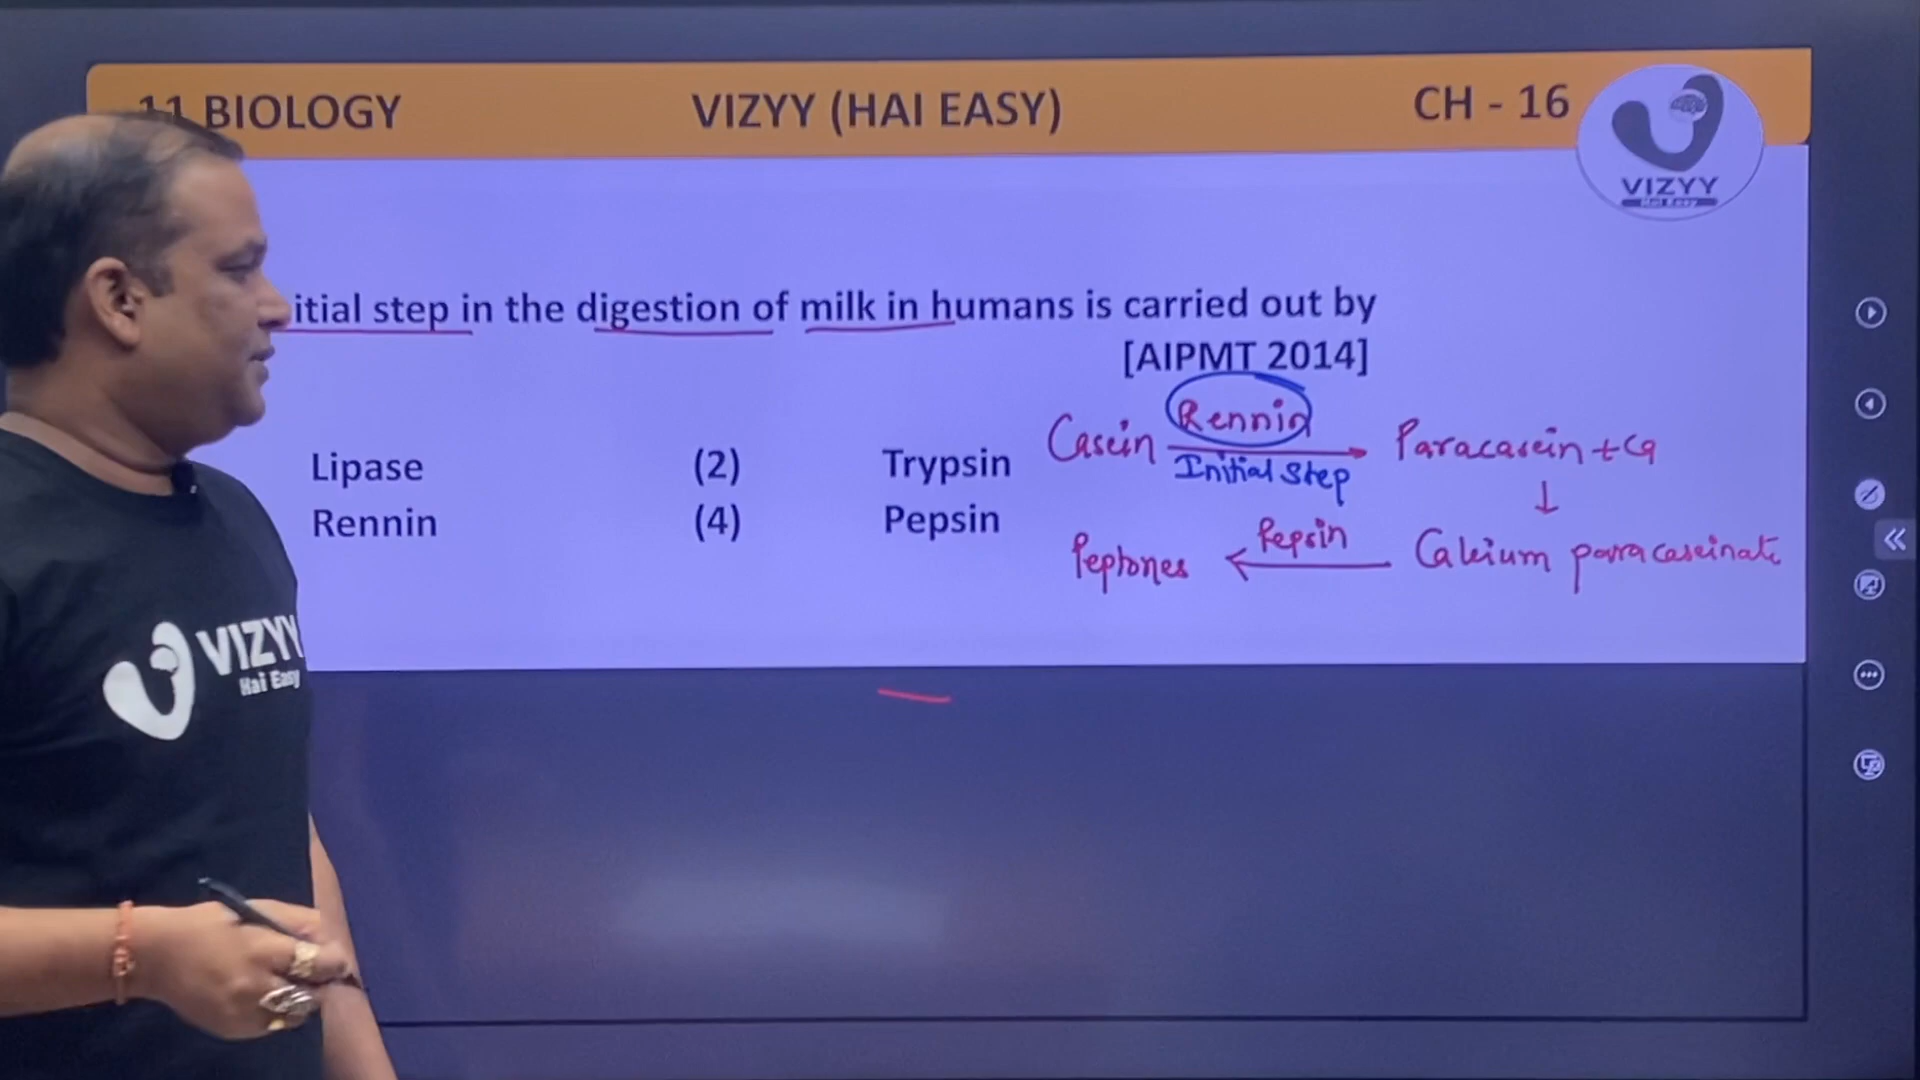 11 BIOLOGY VIZYY (HAI EASY) CH - 16
VIZYY
Hai Easy
itial step in the digestion of milk in humans is carried out by
[AIPMT 2014]
Lipase (2) Trypsin
Rennin (4) Pepsin
Casein Rennin Paracasein + Ca
Initial Step
↓
Peptones Pepsin Calcium paracaseinate
VIZYY
Hai Easy